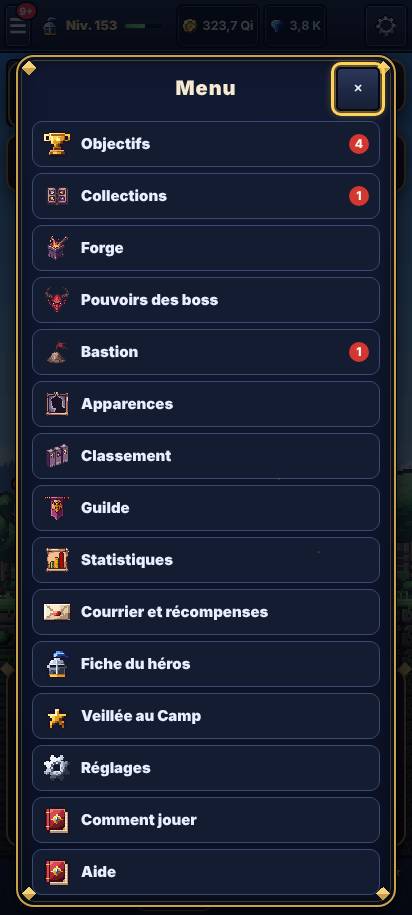 9+
Niv. 153
323,7 Qi
3,8 K
Menu
×
Objectifs
4
Collections
1
Forge
Pouvoirs des boss
Bastion
1
Apparences
Classement
Guilde
Statistiques
Courrier et récompenses
Fiche du héros
Veillée au Camp
Réglages
Comment jouer
Aide